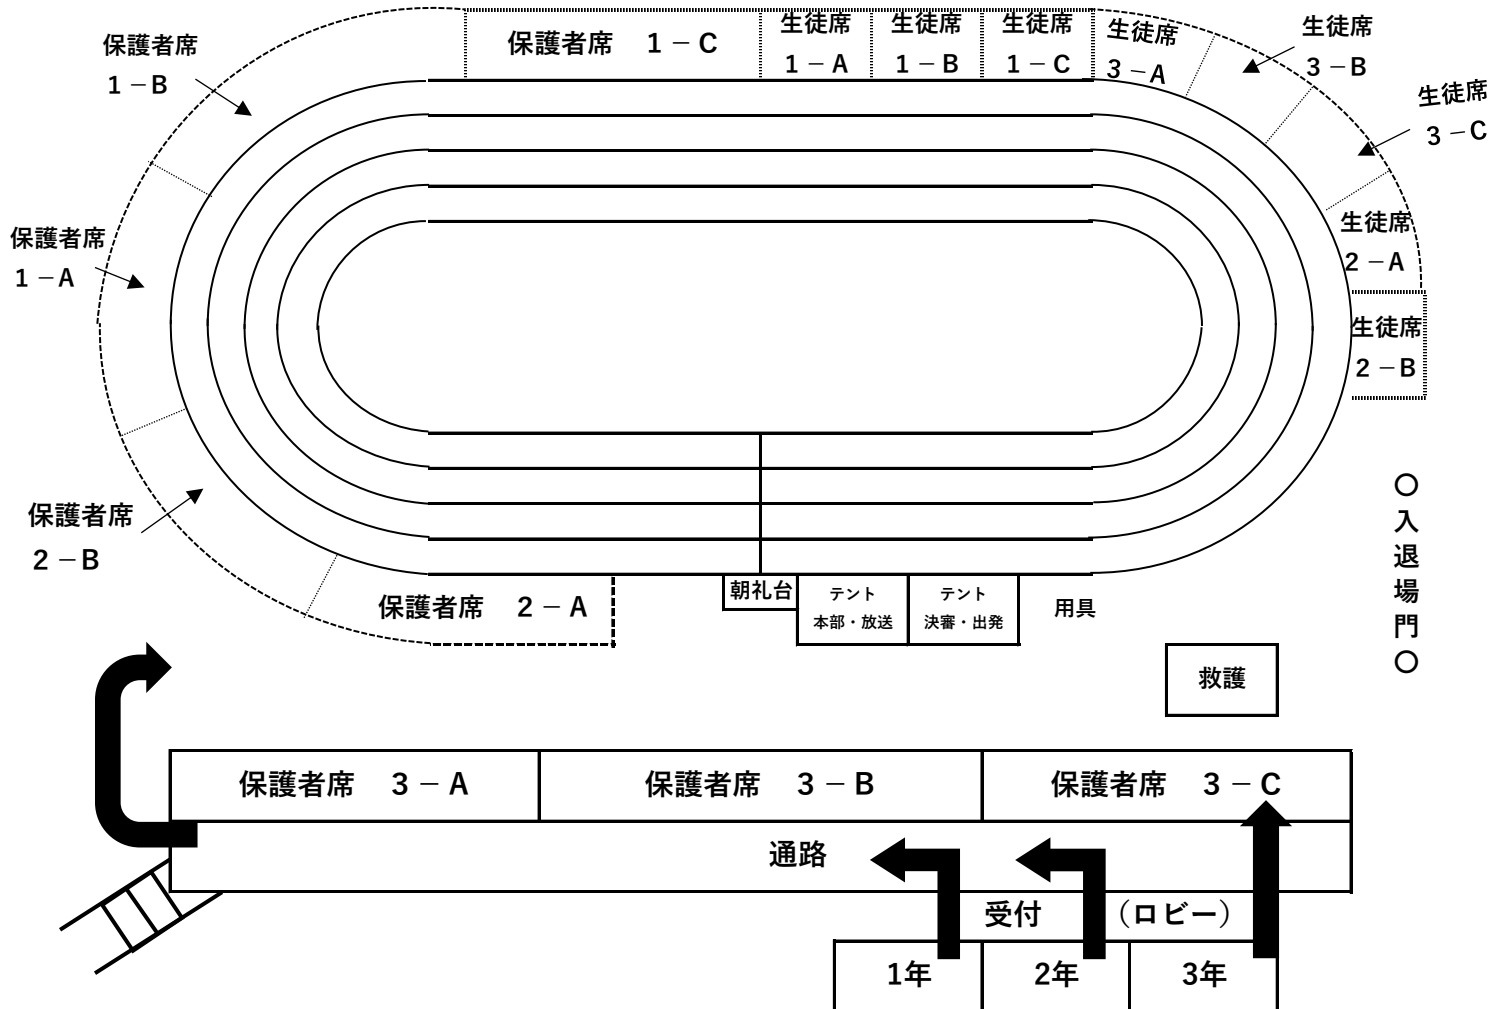 保護者席 1－C
生徒席
1－A
生徒席
1－B
生徒席
1－C
生徒席
3－A
生徒席
3－B
生徒席
3－C
保護者席
1－B
保護者席
1－A
生徒席
2－A
生徒席
2－B
保護者席
2－B
保護者席 2－A
朝礼台
テント
本部・放送
テント
決審・出発
用具
〇入退場門〇
救護
保護者席 3－A
保護者席 3－B
保護者席 3－C
通路
受付 （ロビー）
1年
2年
3年